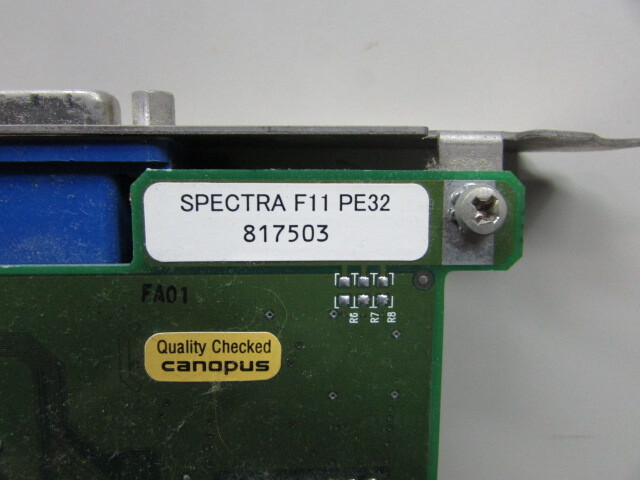 SPECTRA F11 PE32
817503
FA01
R6 R7 R8
Quality Checked
canopus